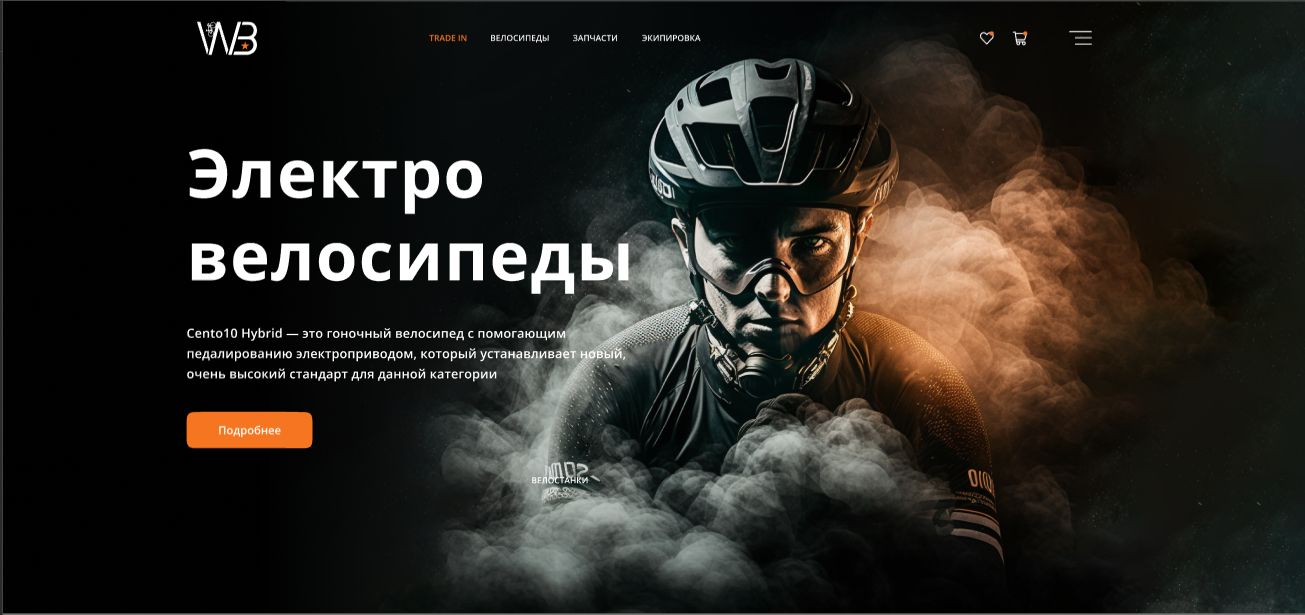 WB
TRADE IN ВЕЛОСИПЕДЫ ЗАПЧАСТИ ЭКИПИРОВКА
Электро
велосипеды
Cento10 Hybrid — это гоночный велосипед с помогающим
педалированию электроприводом, который устанавливает новый,
очень высокий стандарт для данной категории
Подробнее
ВЕЛОСТАНКИ